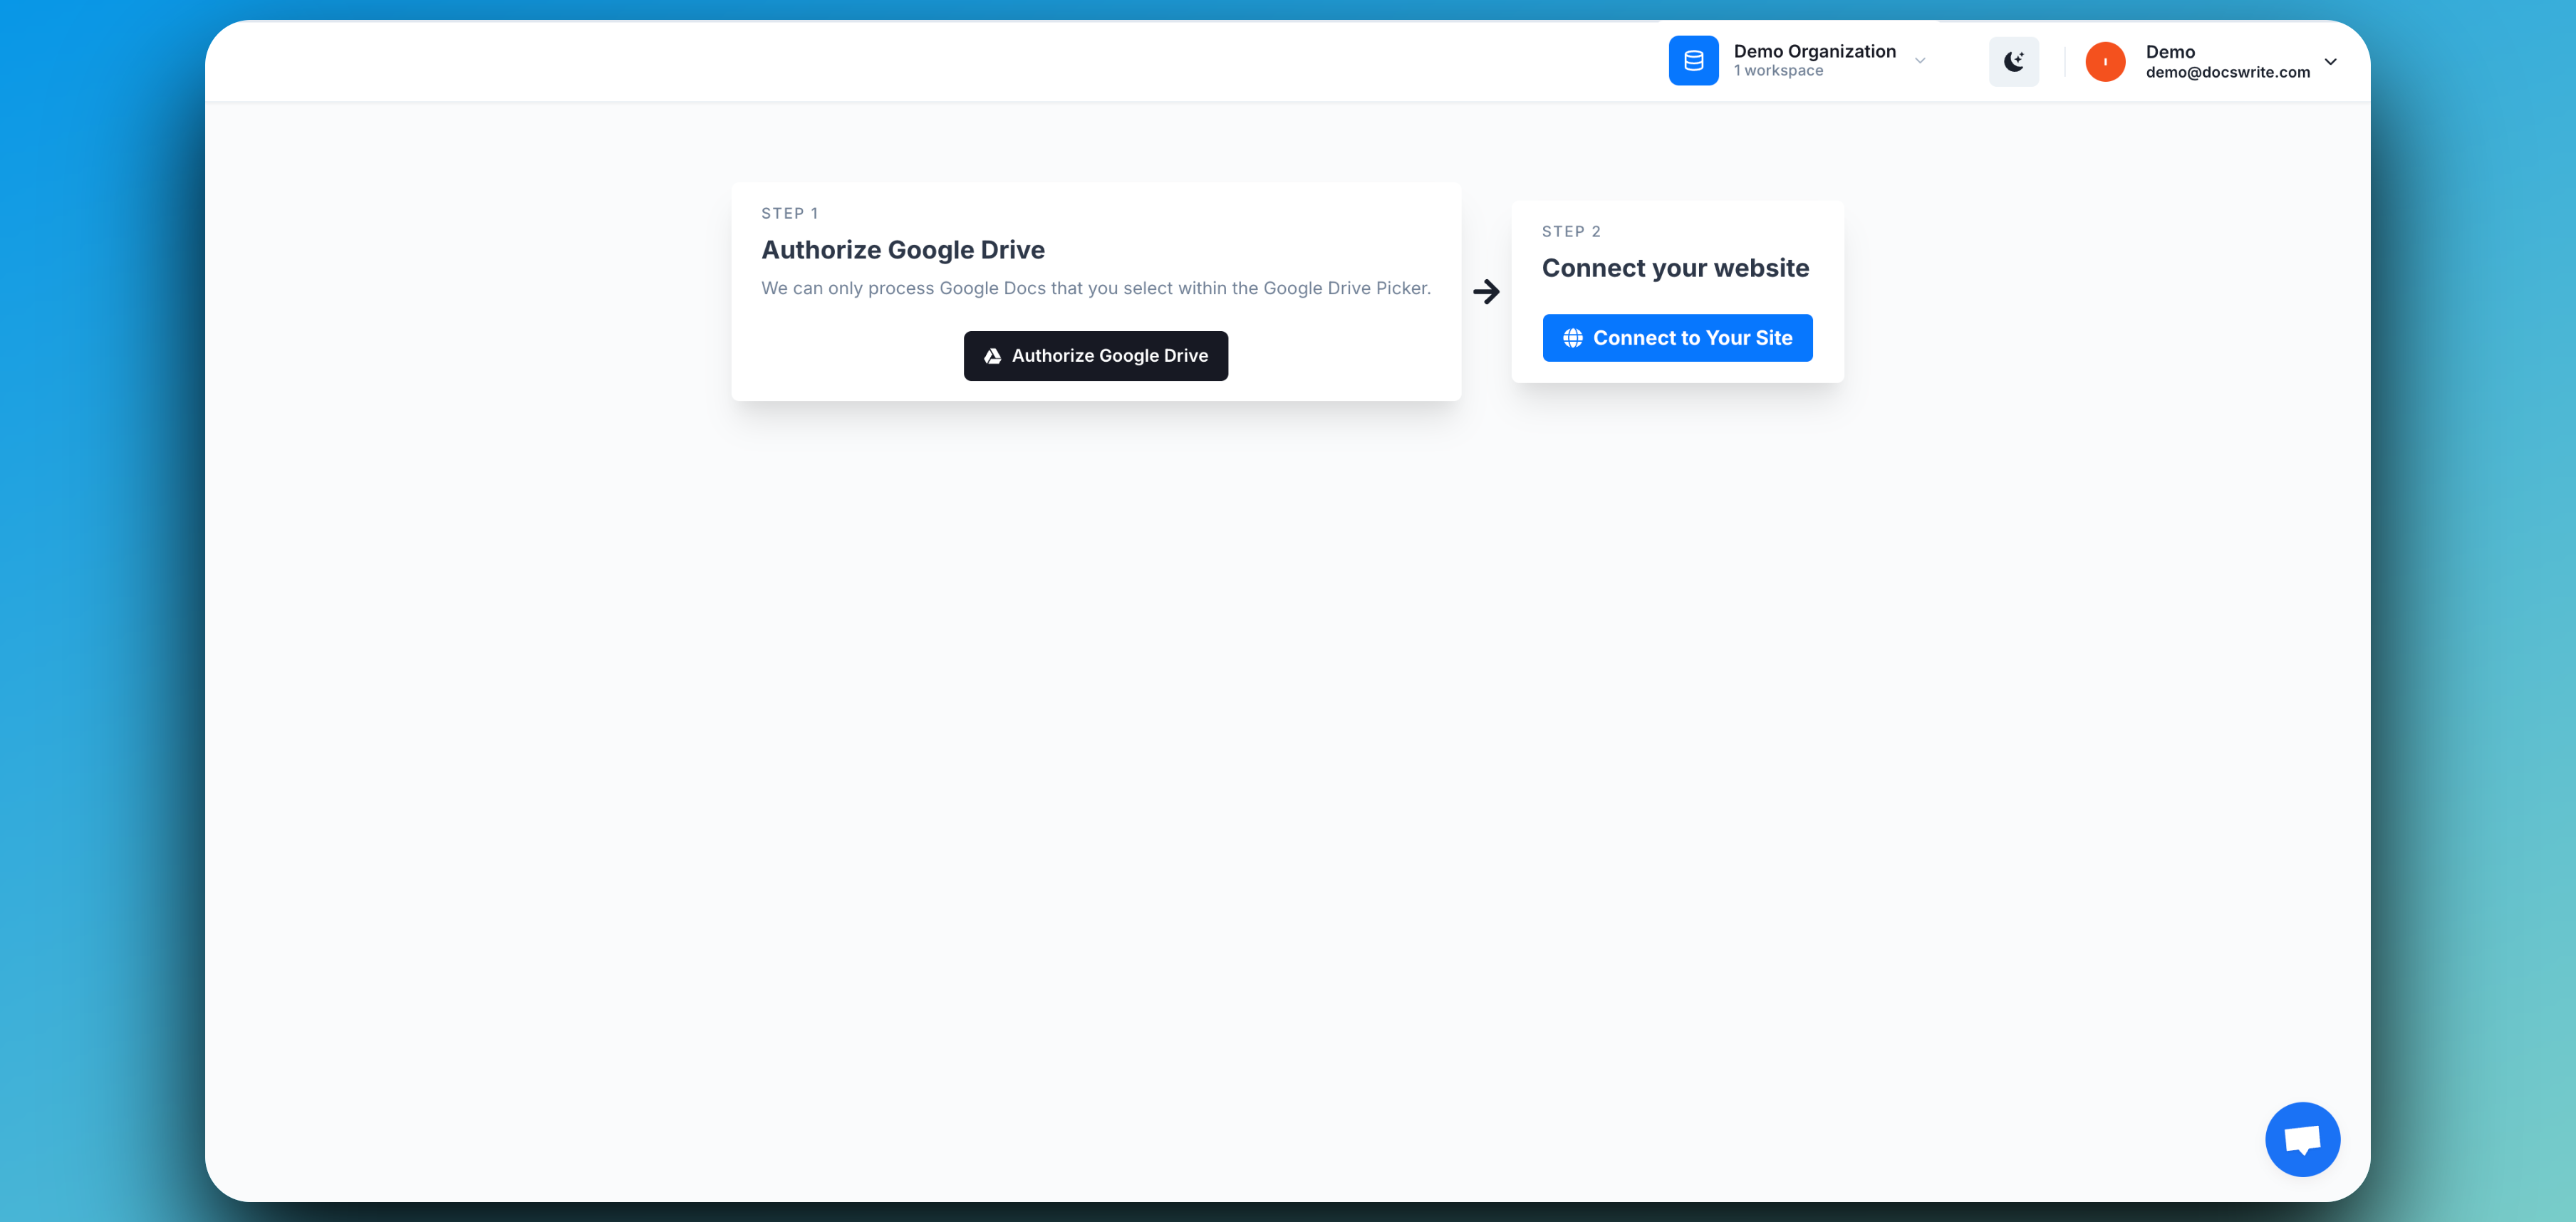 Demo Organization
1 workspace
Demo
demo@docswrite.com
STEP 1
Authorize Google Drive
We can only process Google Docs that you select within the Google Drive Picker.
Authorize Google Drive
STEP 2
Connect your website
Connect to Your Site